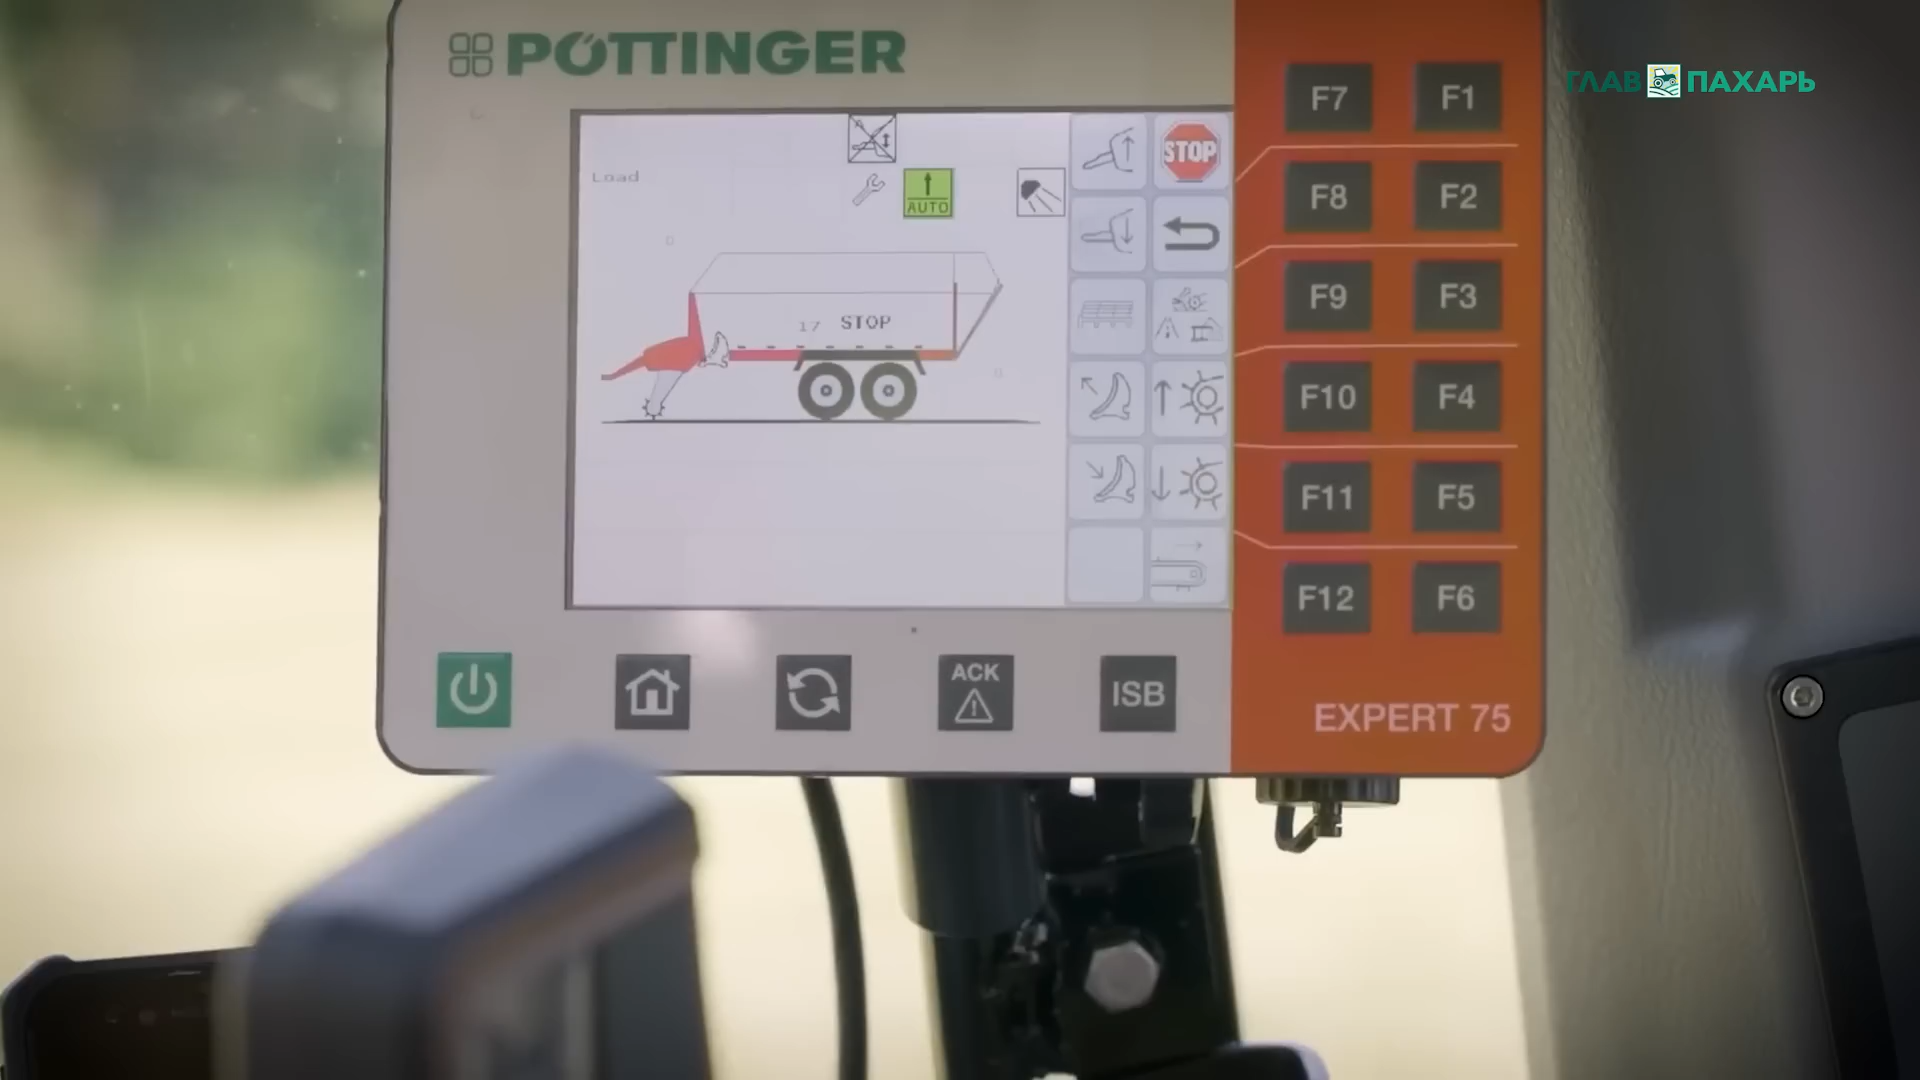 PÖTTINGER
ГЛАВ ПАХАРЬ
F7 F1
STOP
Load
AUTO
F8 F2
F9 F3
17 STOP
F10 F4
F11 F5
F12 F6
ACK
ISB
EXPERT 75